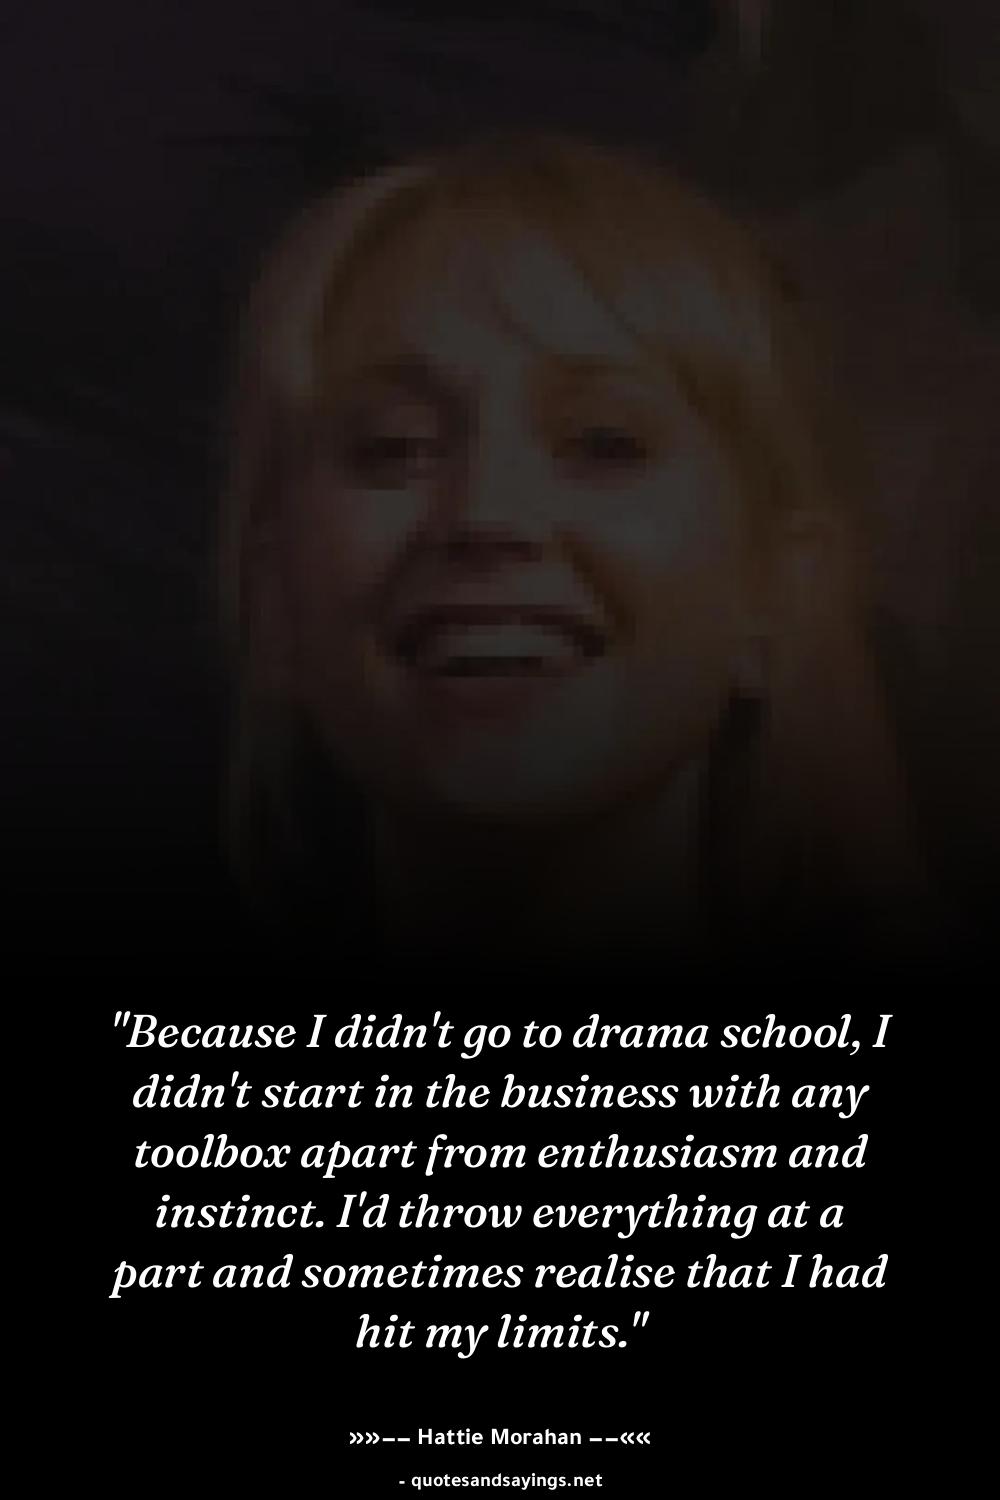 "Because I didn't go to drama school, I
didn't start in the business with any
toolbox apart from enthusiasm and
instinct. I'd throw everything at a
part and sometimes realise that I had
hit my limits."
»»–– Hattie Morahan ––««
- quotesandsayings.net